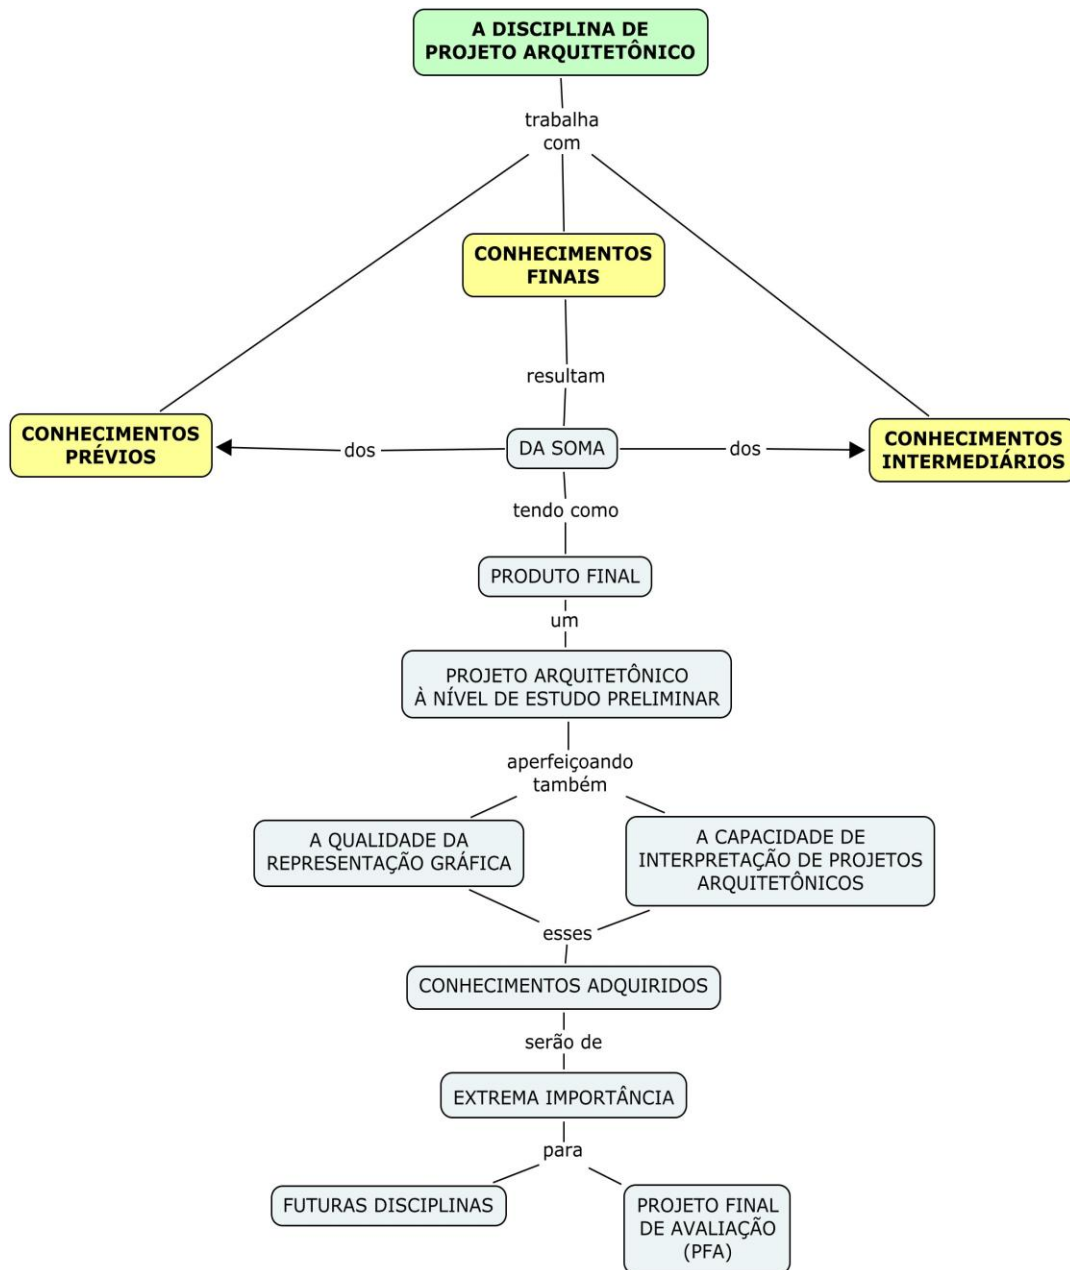 A DISCIPLINA DE
PROJETO ARQUITETÔNICO
trabalha
com
CONHECIMENTOS
FINAIS
resultam
CONHECIMENTOS
PRÉVIOS
dos
DA SOMA
dos
CONHECIMENTOS
INTERMEDIÁRIOS
tendo como
PRODUTO FINAL
um
PROJETO ARQUITETÔNICO
À NÍVEL DE ESTUDO PRELIMINAR
aperfeiçoando
também
A QUALIDADE DA
REPRESENTAÇÃO GRÁFICA
A CAPACIDADE DE
INTERPRETAÇÃO DE PROJETOS
ARQUITETÔNICOS
esses
CONHECIMENTOS ADQUIRIDOS
serão de
EXTREMA IMPORTÂNCIA
para
FUTURAS DISCIPLINAS
PROJETO FINAL
DE AVALIAÇÃO
(PFA)